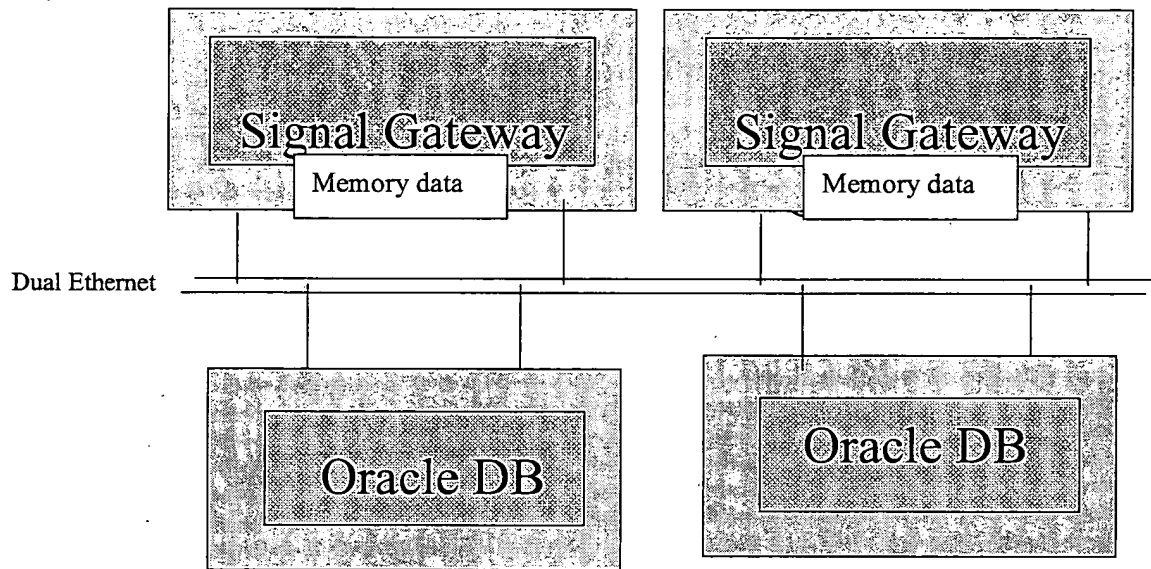 Signal Gateway
Memory data
Signal Gateway
Memory data
Dual Ethernet
Oracle DB
Oracle DB